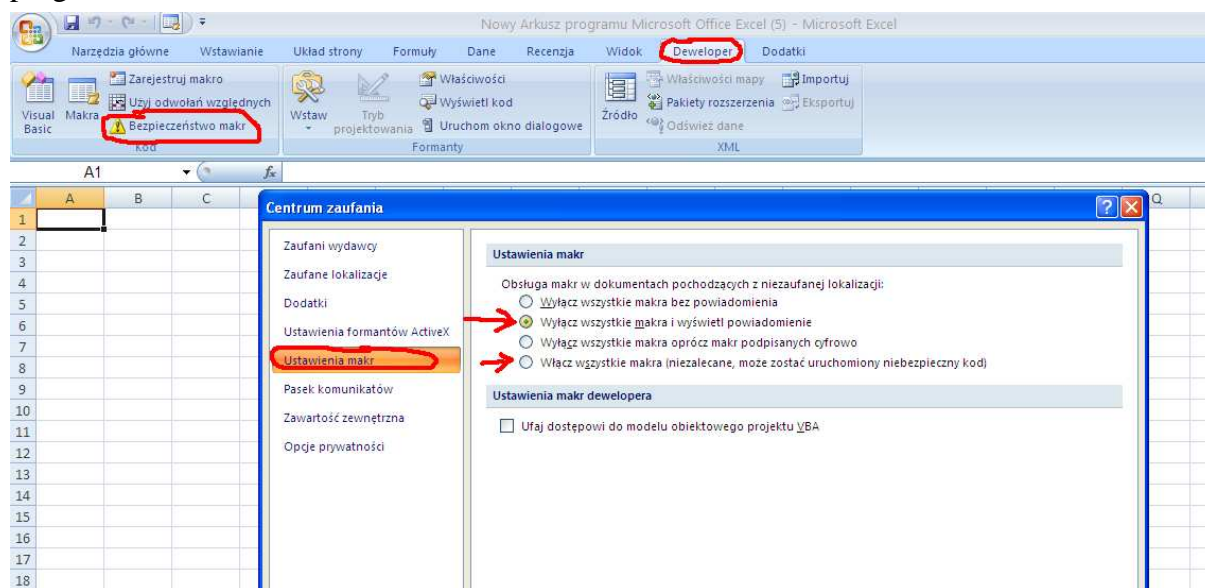 Nowy Arkusz programu Microsoft Office Excel (5) - Microsoft Excel
Narzędzia główne Wstawianie Układ strony Formuły Dane Recenzja Widok Deweloper Dodatki
Visual Basic
Makra
Zarejestruj makro
Użyj odwołań względnych
Bezpieczeństwo makr
Kod
Wstaw
Tryb projektowania
Właściwości
Wyświetl kod
Uruchom okno dialogowe
Formanty
Źródło
Właściwości mapy
Pakiety rozszerzenia
Odśwież dane
Importuj
Eksportuj
XML
A1 fx
A B C Q
1
2
3
4
5
6
7
8
9
10
11
12
13
14
15
16
17
18
Centrum zaufania
Zaufani wydawcy
Zaufane lokalizacje
Dodatki
Ustawienia formantów ActiveX
Ustawienia makr
Pasek komunikatów
Zawartość zewnętrzna
Opcje prywatności
Ustawienia makr
Obsługa makr w dokumentach pochodzących z niezaufanej lokalizacji:
Wyłącz wszystkie makra bez powiadomienia
Wyłącz wszystkie makra i wyświetl powiadomienie
Wyłącz wszystkie makra oprócz makr podpisanych cyfrowo
Włącz wszystkie makra (niezalecane, może zostać uruchomiony niebezpieczny kod)
Ustawienia makr dewelopera
Ufaj dostępowi do modelu obiektowego projektu VBA